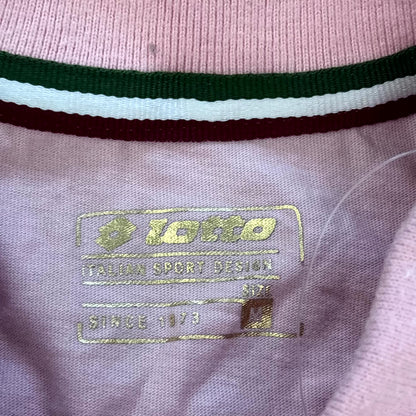 lotto
ITALIAN SPORT DESIGN
SIZE
SINCE 1973 M